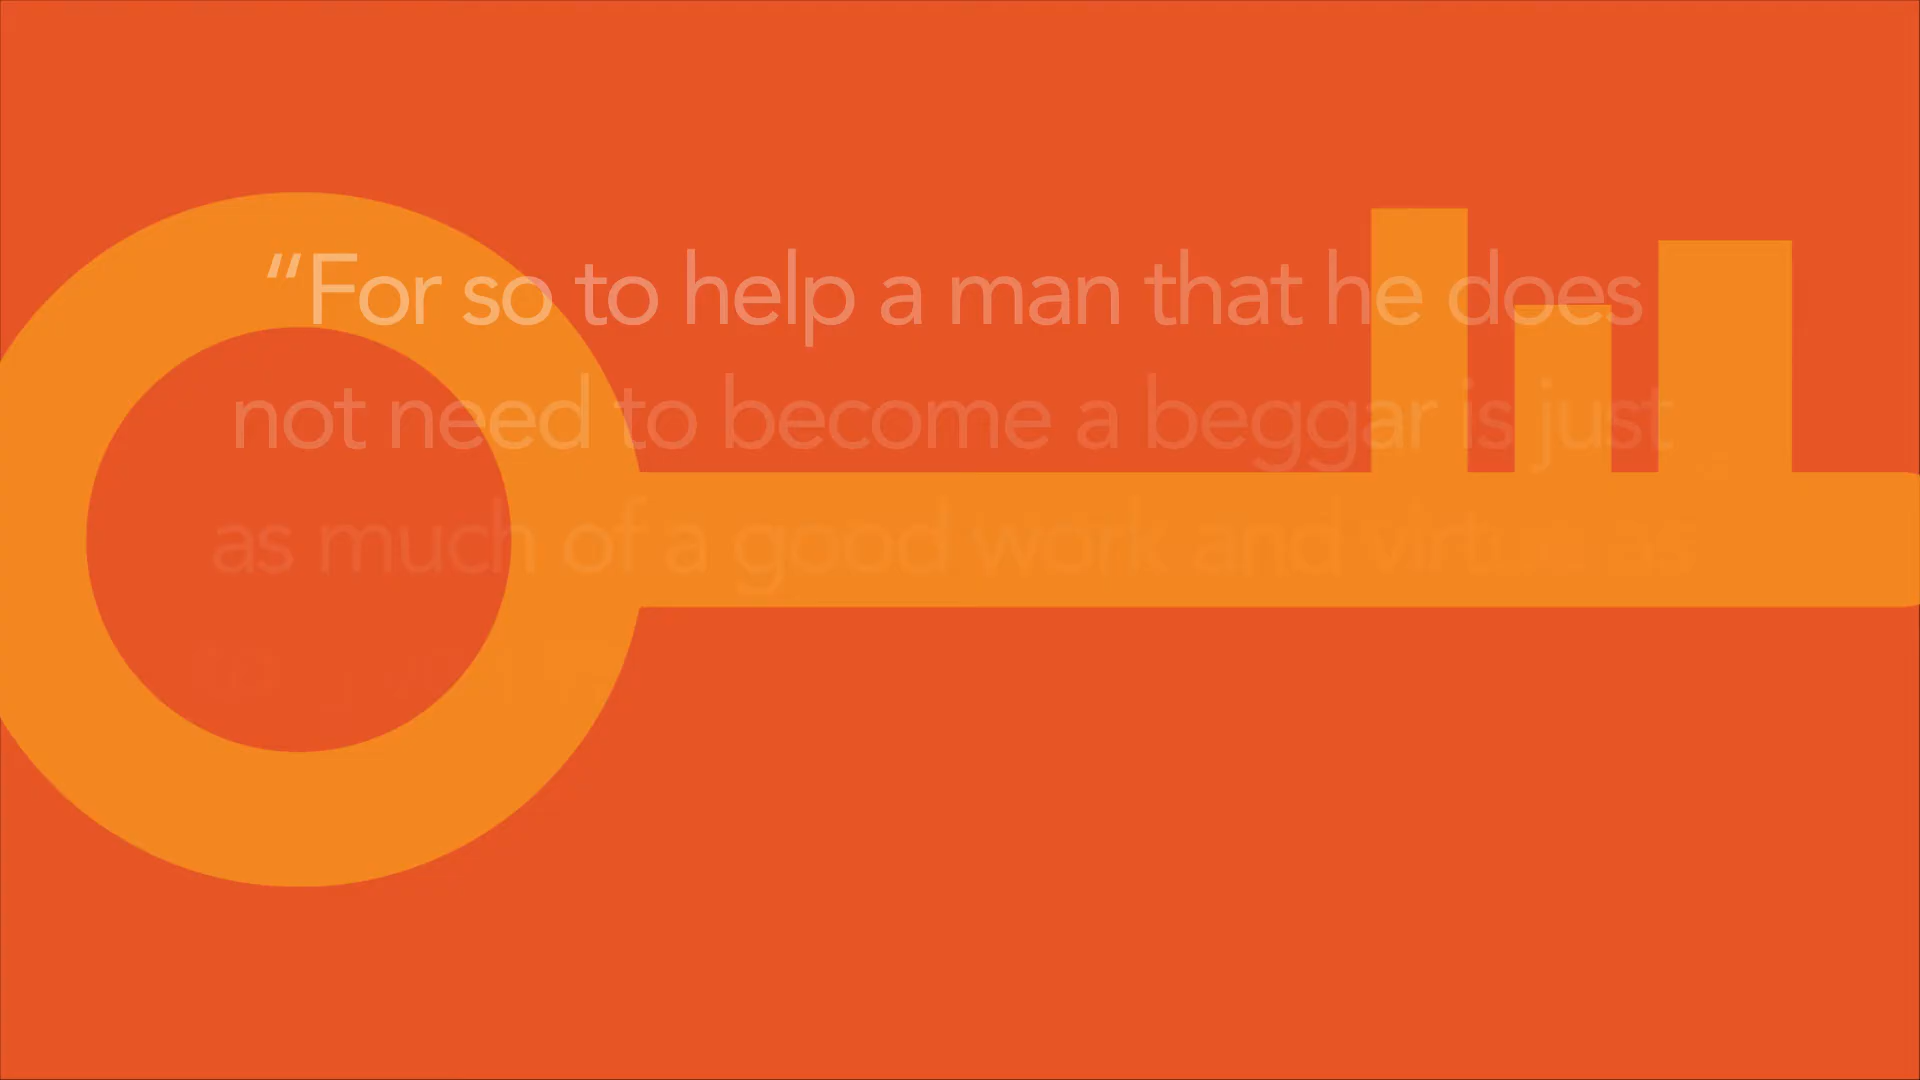 “For so to help a man that he does
not need to become a beggar is just
as much of a good work and virtue as
to